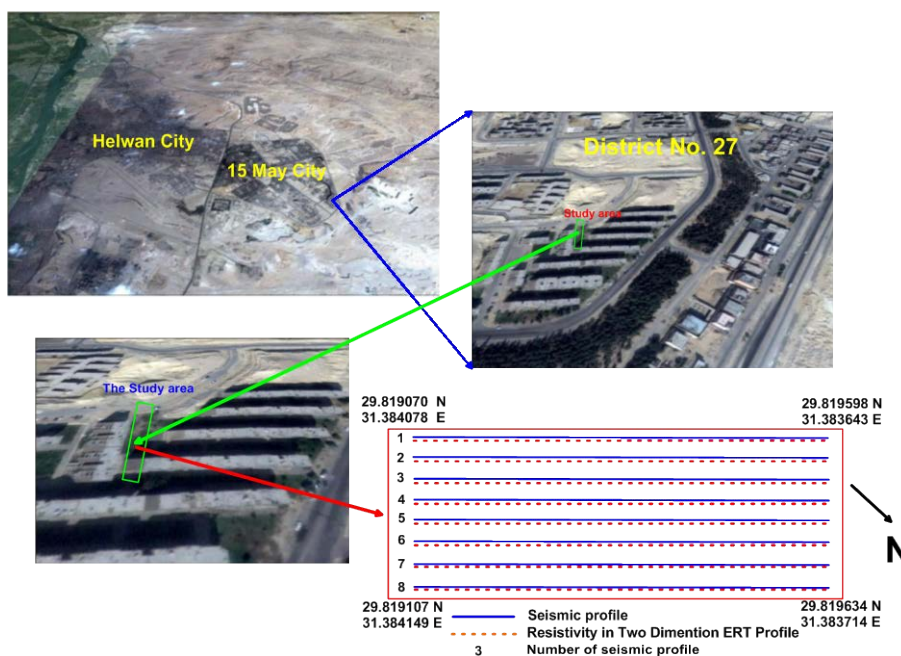 Helwan City
15 May City
District No. 27
Study area
The Study area
29.819070 N
31.384078 E
29.819598 N
31.383643 E
1
2
3
4
5
6
7
8
N
29.819107 N
31.384149 E
29.819634 N
31.383714 E
Seismic profile
Resistivity in Two Dimention ERT Profile
3 Number of seismic profile